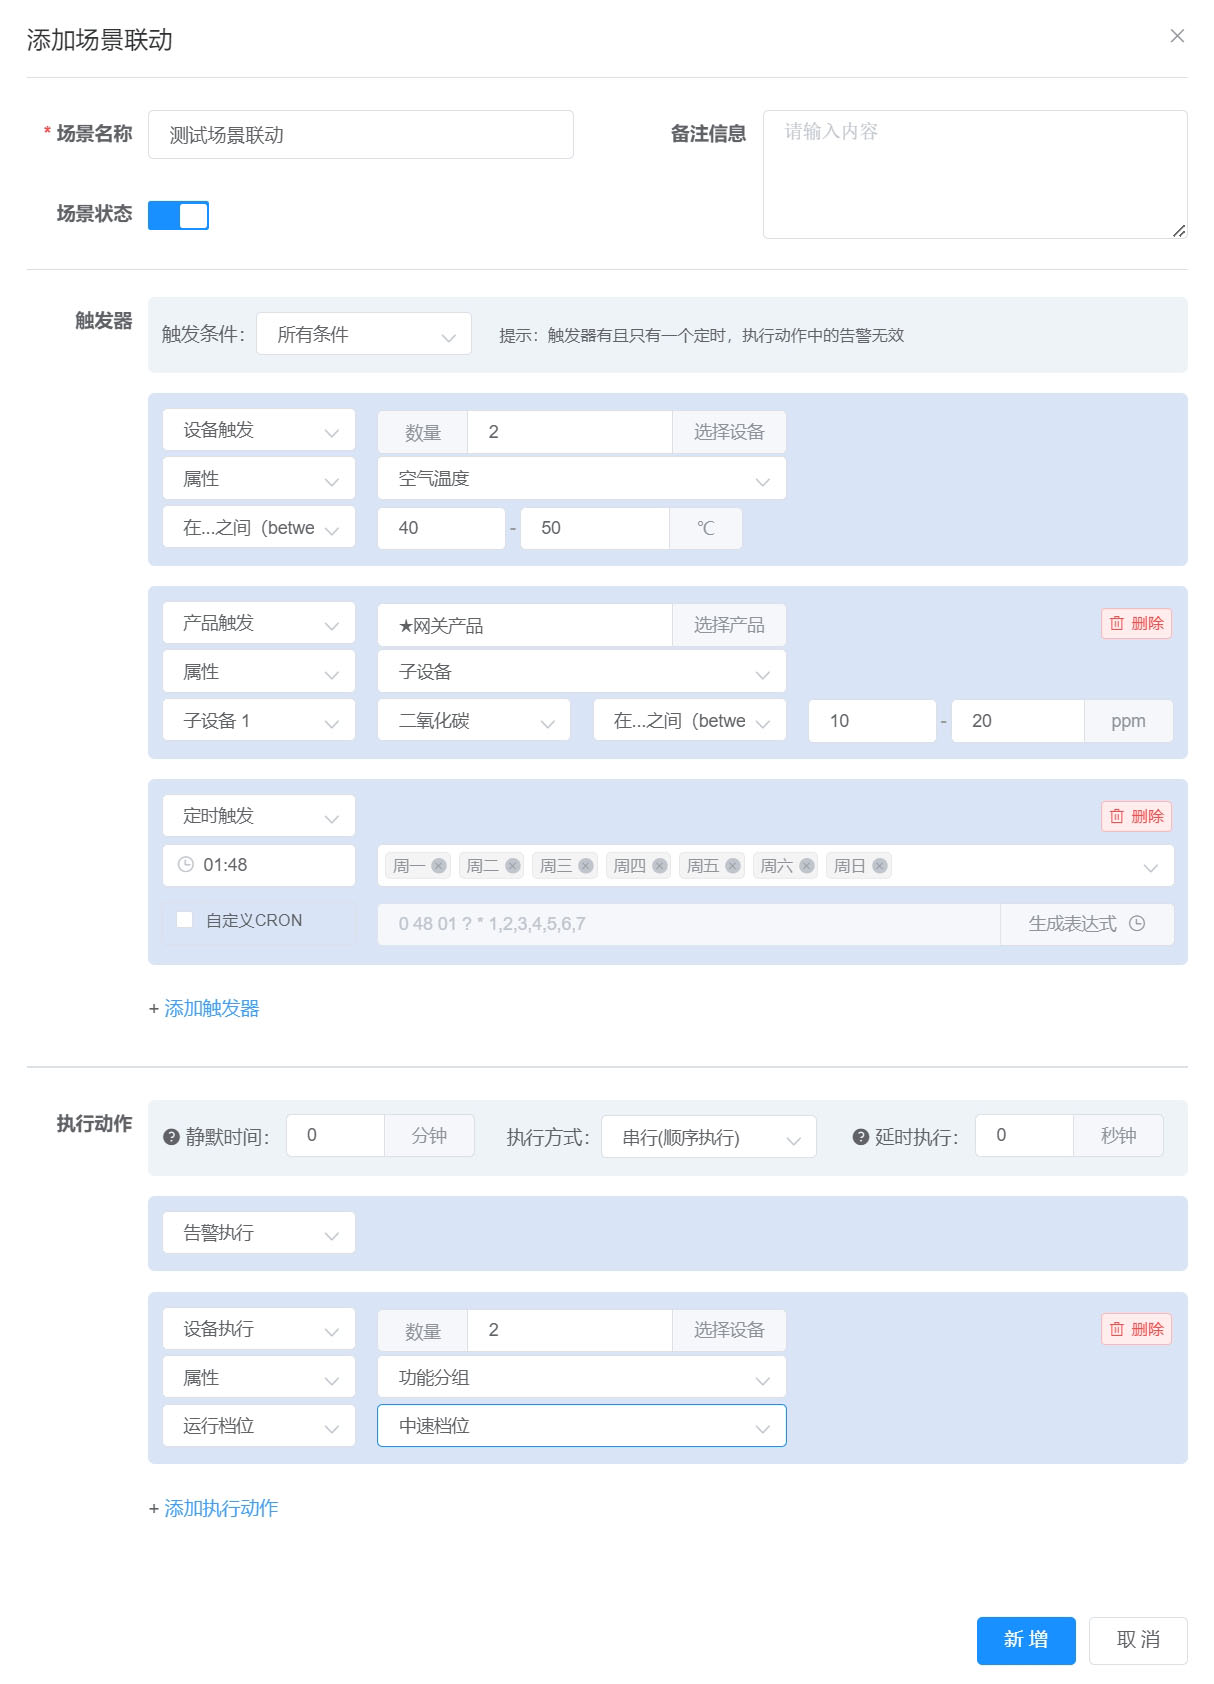 添加场景联动
* 场景名称 测试场景联动 备注信息 请输入内容
场景状态
触发器 触发条件： 所有条件 提示：触发器有且只有一个定时，执行动作中的告警无效
设备触发 数量 2 选择设备
属性 空气温度
在...之间（betwe 40 - 50 ℃
产品触发 ★网关产品 选择产品 删除
属性 子设备
子设备 1 二氧化碳 在...之间（betwe 10 - 20 ppm
定时触发 删除
01:48 周一 周二 周三 周四 周五 周六 周日
自定义CRON 0 48 01 ? * 1,2,3,4,5,6,7 生成表达式
+ 添加触发器
执行动作 静默时间： 0 分钟 执行方式： 串行(顺序执行) 延时执行： 0 秒钟
告警执行
设备执行 数量 2 选择设备 删除
属性 功能分组
运行档位 中速档位
+ 添加执行动作
新 增 取 消